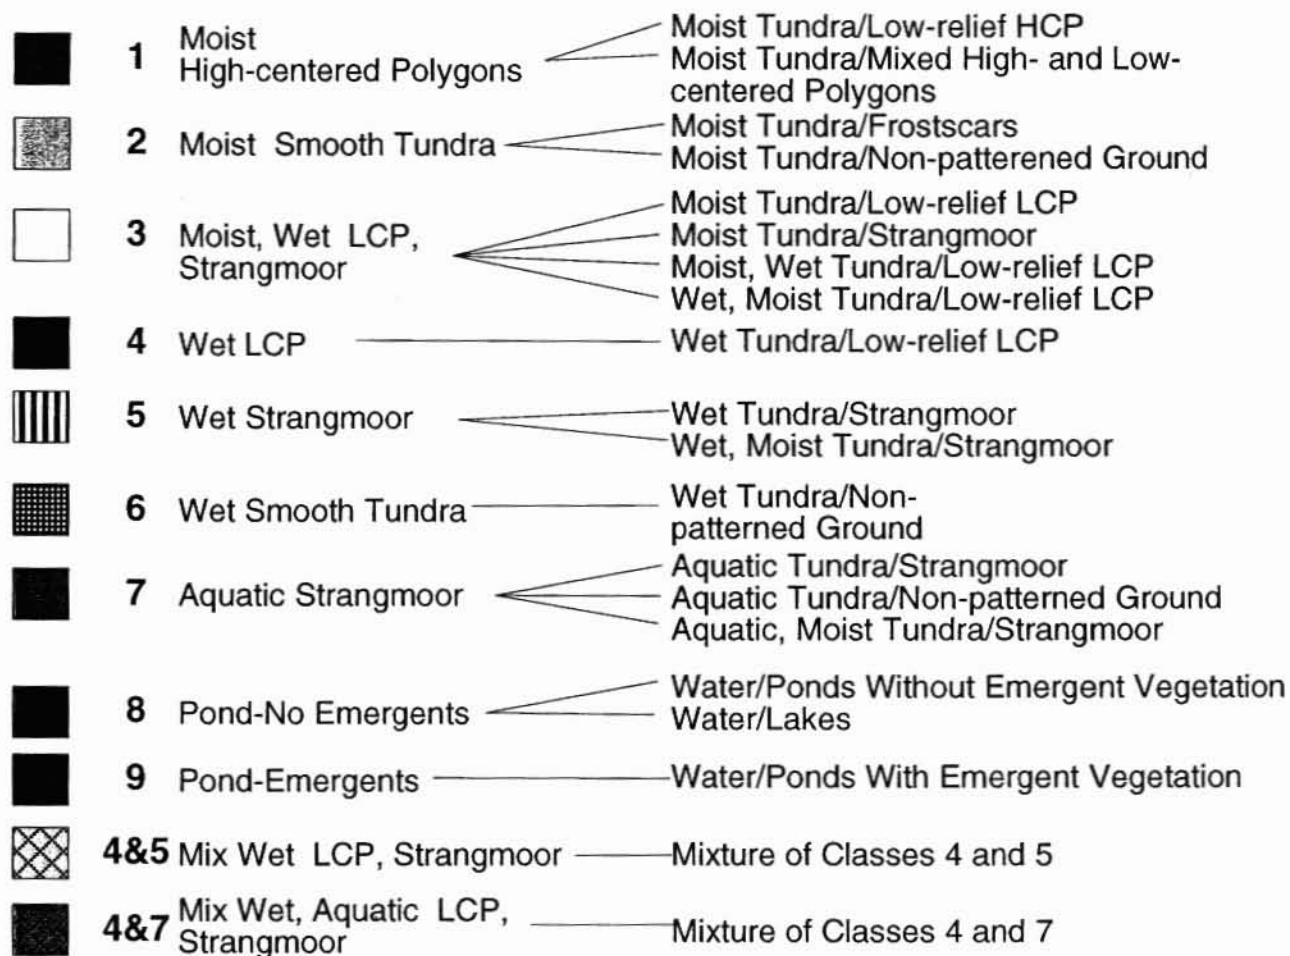 1 Moist
High-centered Polygons
Moist Tundra/Low-relief HCP
Moist Tundra/Mixed High- and Low-
centered Polygons
2 Moist Smooth Tundra
Moist Tundra/Frostscars
Moist Tundra/Non-patterened Ground
3 Moist, Wet LCP,
Strangmoor
Moist Tundra/Low-relief LCP
Moist Tundra/Strangmoor
Moist, Wet Tundra/Low-relief LCP
Wet, Moist Tundra/Low-relief LCP
4 Wet LCP
Wet Tundra/Low-relief LCP
5 Wet Strangmoor
Wet Tundra/Strangmoor
Wet, Moist Tundra/Strangmoor
6 Wet Smooth Tundra
Wet Tundra/Non-
patterned Ground
7 Aquatic Strangmoor
Aquatic Tundra/Strangmoor
Aquatic Tundra/Non-patterned Ground
Aquatic, Moist Tundra/Strangmoor
8 Pond-No Emergents
Water/Ponds Without Emergent Vegetation
Water/Lakes
9 Pond-Emergents
Water/Ponds With Emergent Vegetation
4&5 Mix Wet LCP, Strangmoor
Mixture of Classes 4 and 5
4&7 Mix Wet, Aquatic LCP,
Strangmoor
Mixture of Classes 4 and 7